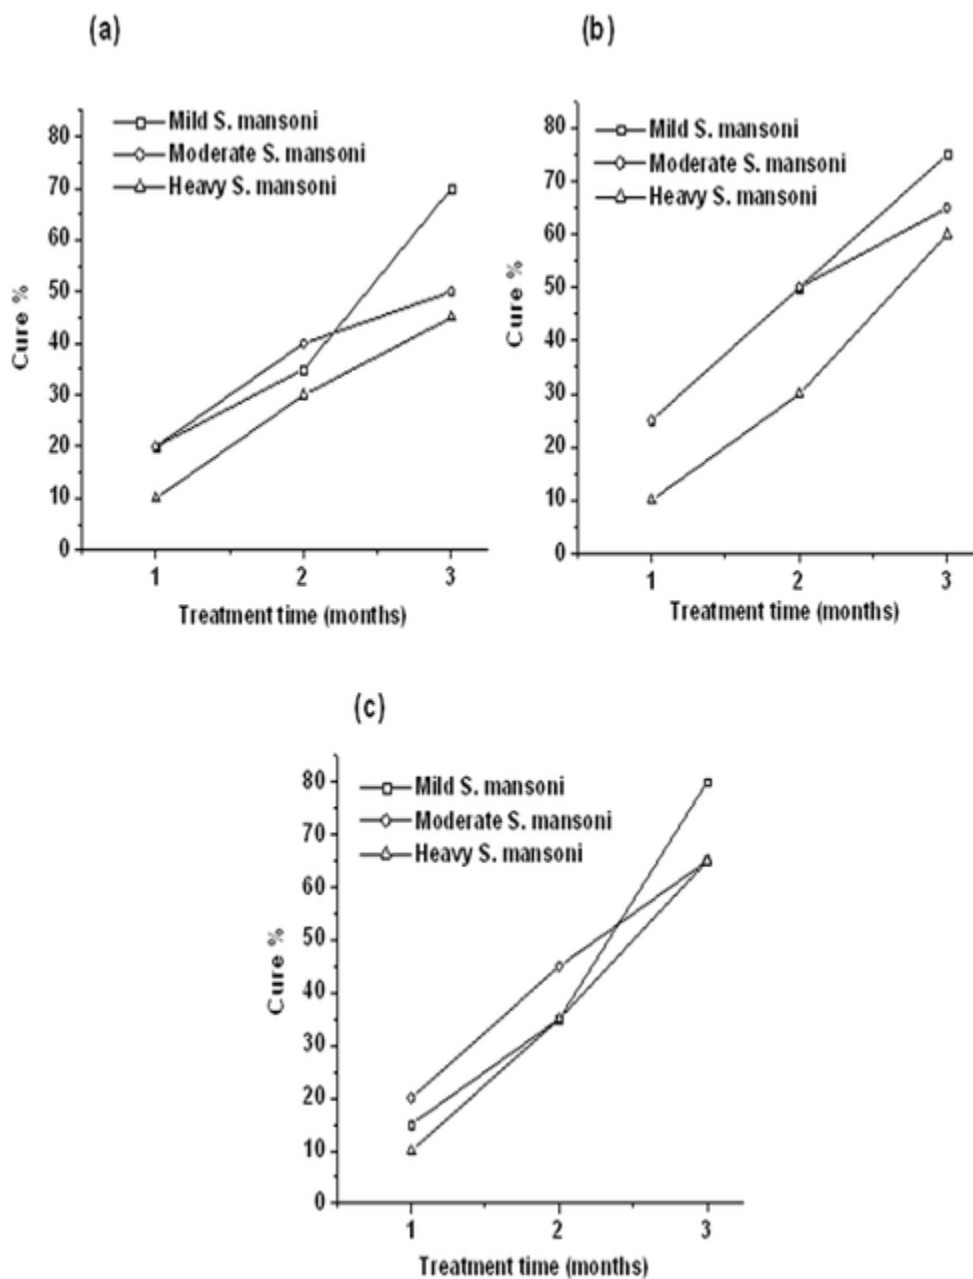 (a)
Mild S. mansoni
Moderate S. mansoni
Heavy S. mansoni
80
70
60
50
40
30
20
10
0
Cure %
1 2 3
Treatment time (months)
(b)
Mild S. mansoni
Moderate S. mansoni
Heavy S. mansoni
80
70
60
50
40
30
20
10
0
Cure %
1 2 3
Treatment time (months)
(c)
Mild S. mansoni
Moderate S. mansoni
Heavy S. mansoni
80
70
60
50
40
30
20
10
0
Cure %
1 2 3
Treatment time (months)